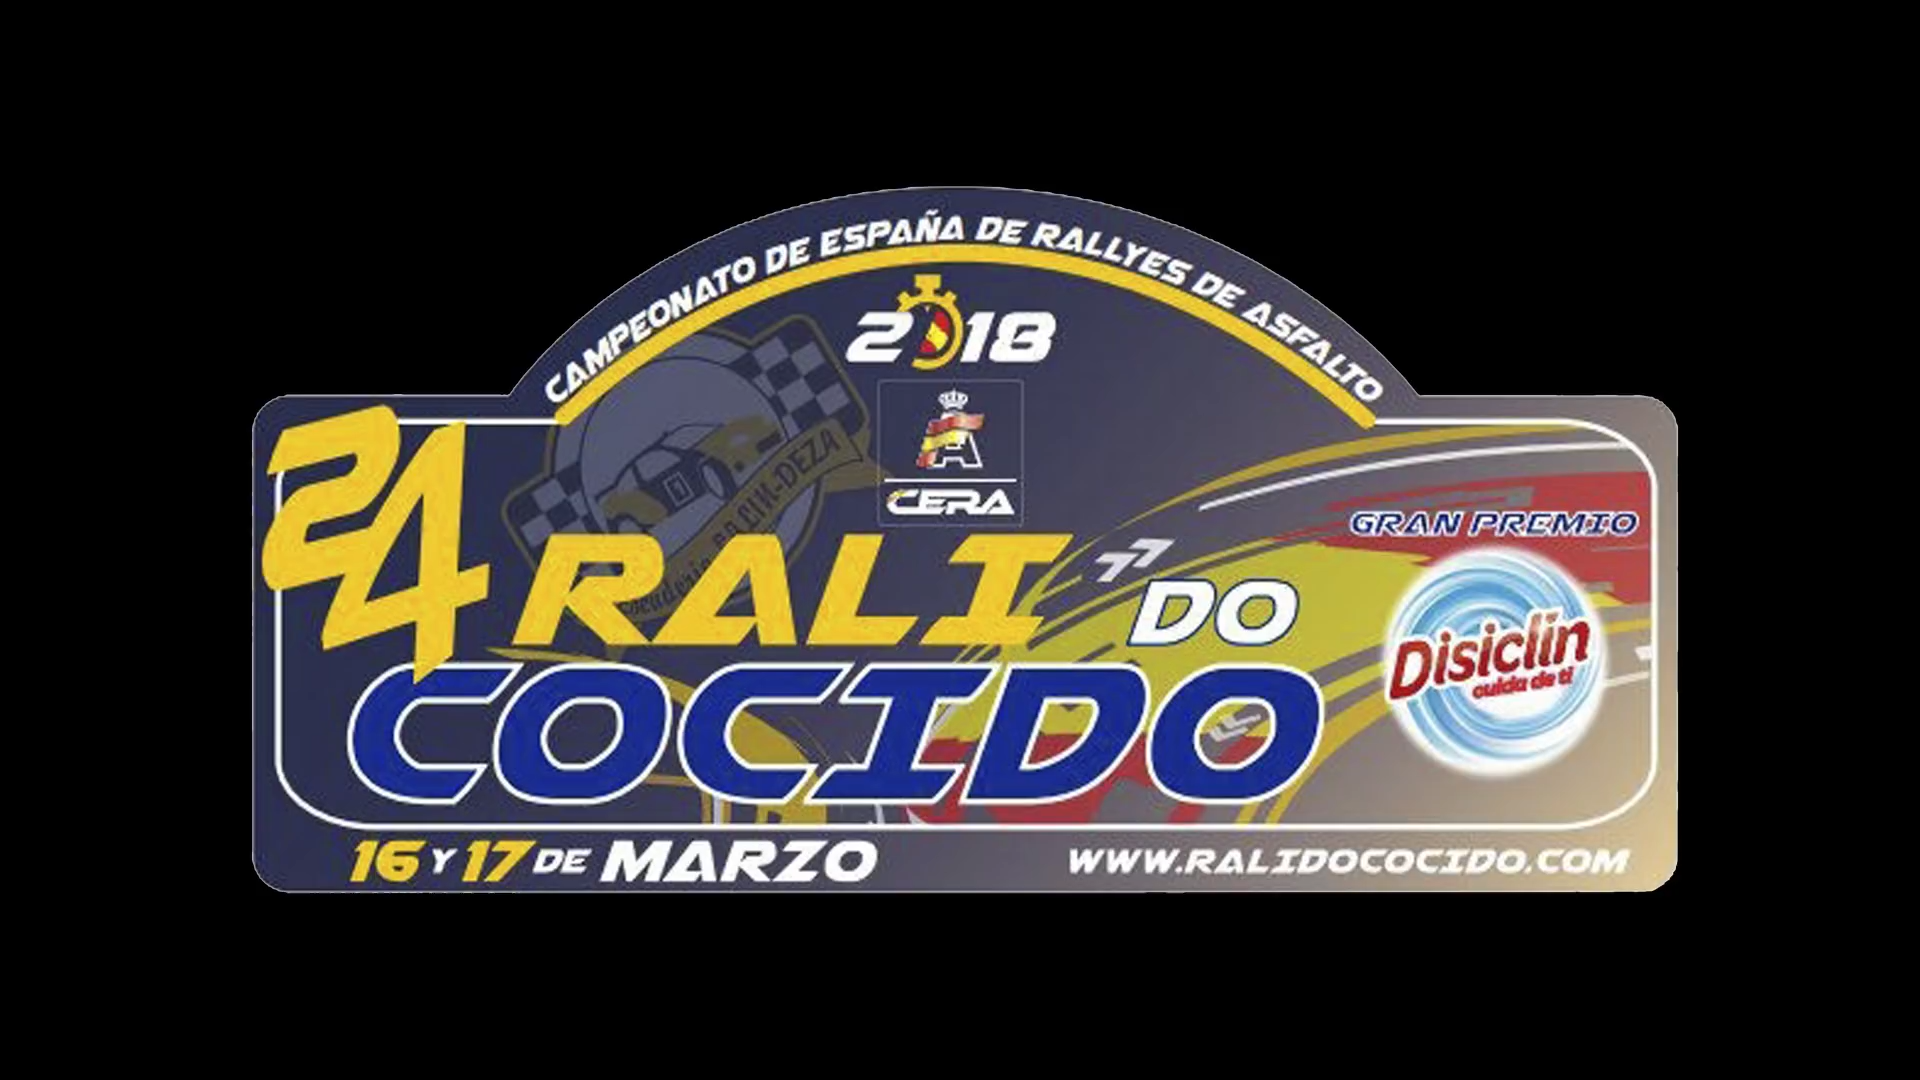 CAMPEONATO DE ESPAÑA DE RALLYES DE ASFALTO
2018
CERA
GRAN PREMIO
24 RALI DO
COCIDO
Disiclín
cuida de ti
16 Y 17 DE MARZO
WWW.RALIDOCOCIDO.COM